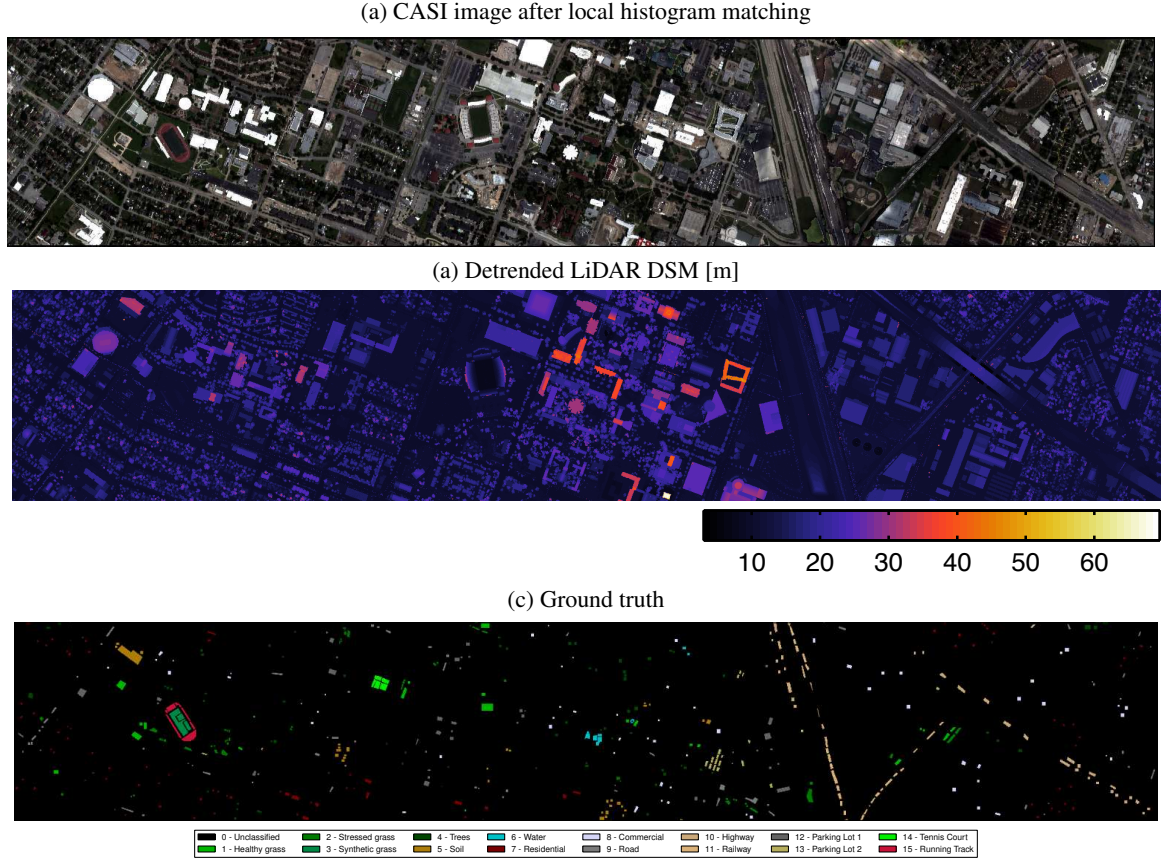 (a) CASI image after local histogram matching
(a) Detrended LiDAR DSM [m]
10 20 30 40 50 60
(c) Ground truth
0 - Unclassified 2 - Stressed grass 4 - Trees 6 - Water 8 - Commercial 10 - Highway 12 - Parking Lot 1 14 - Tennis Court
1 - Healthy grass 3 - Synthetic grass 5 - Soil 7 - Residential 9 - Road 11 - Railway 13 - Parking Lot 2 15 - Running Track